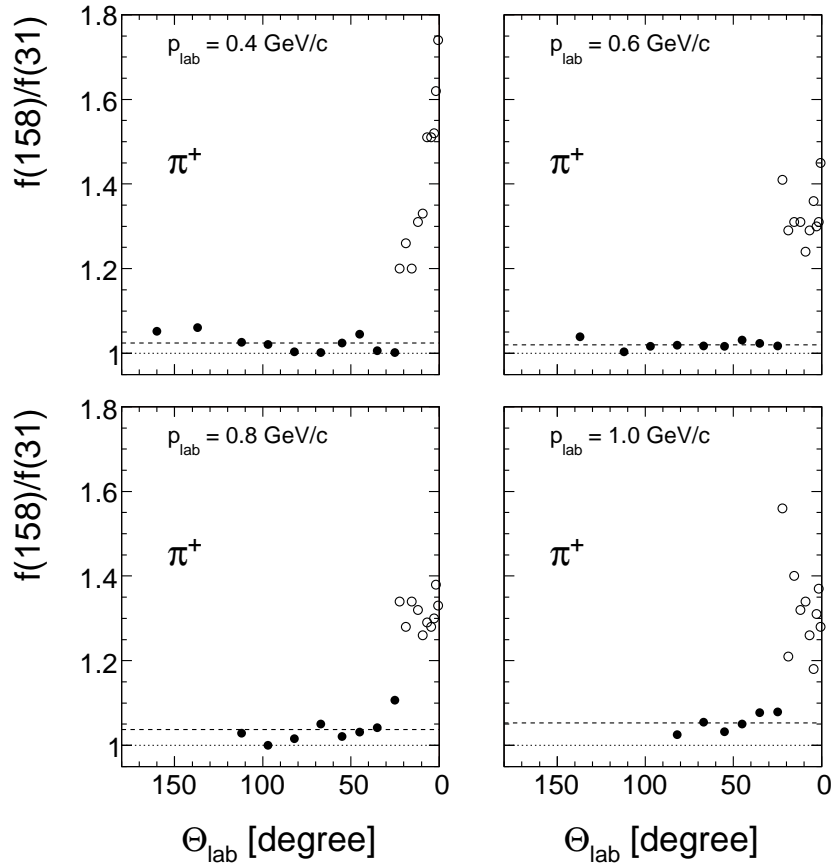 f(158)/f(31)
1.8
1.6
1.4
1.2
1
p_lab = 0.4 GeV/c
π⁺
p_lab = 0.6 GeV/c
π⁺
f(158)/f(31)
1.8
1.6
1.4
1.2
1
p_lab = 0.8 GeV/c
π⁺
p_lab = 1.0 GeV/c
π⁺
150 100 50 0
150 100 50 0
Θ_lab [degree]
Θ_lab [degree]